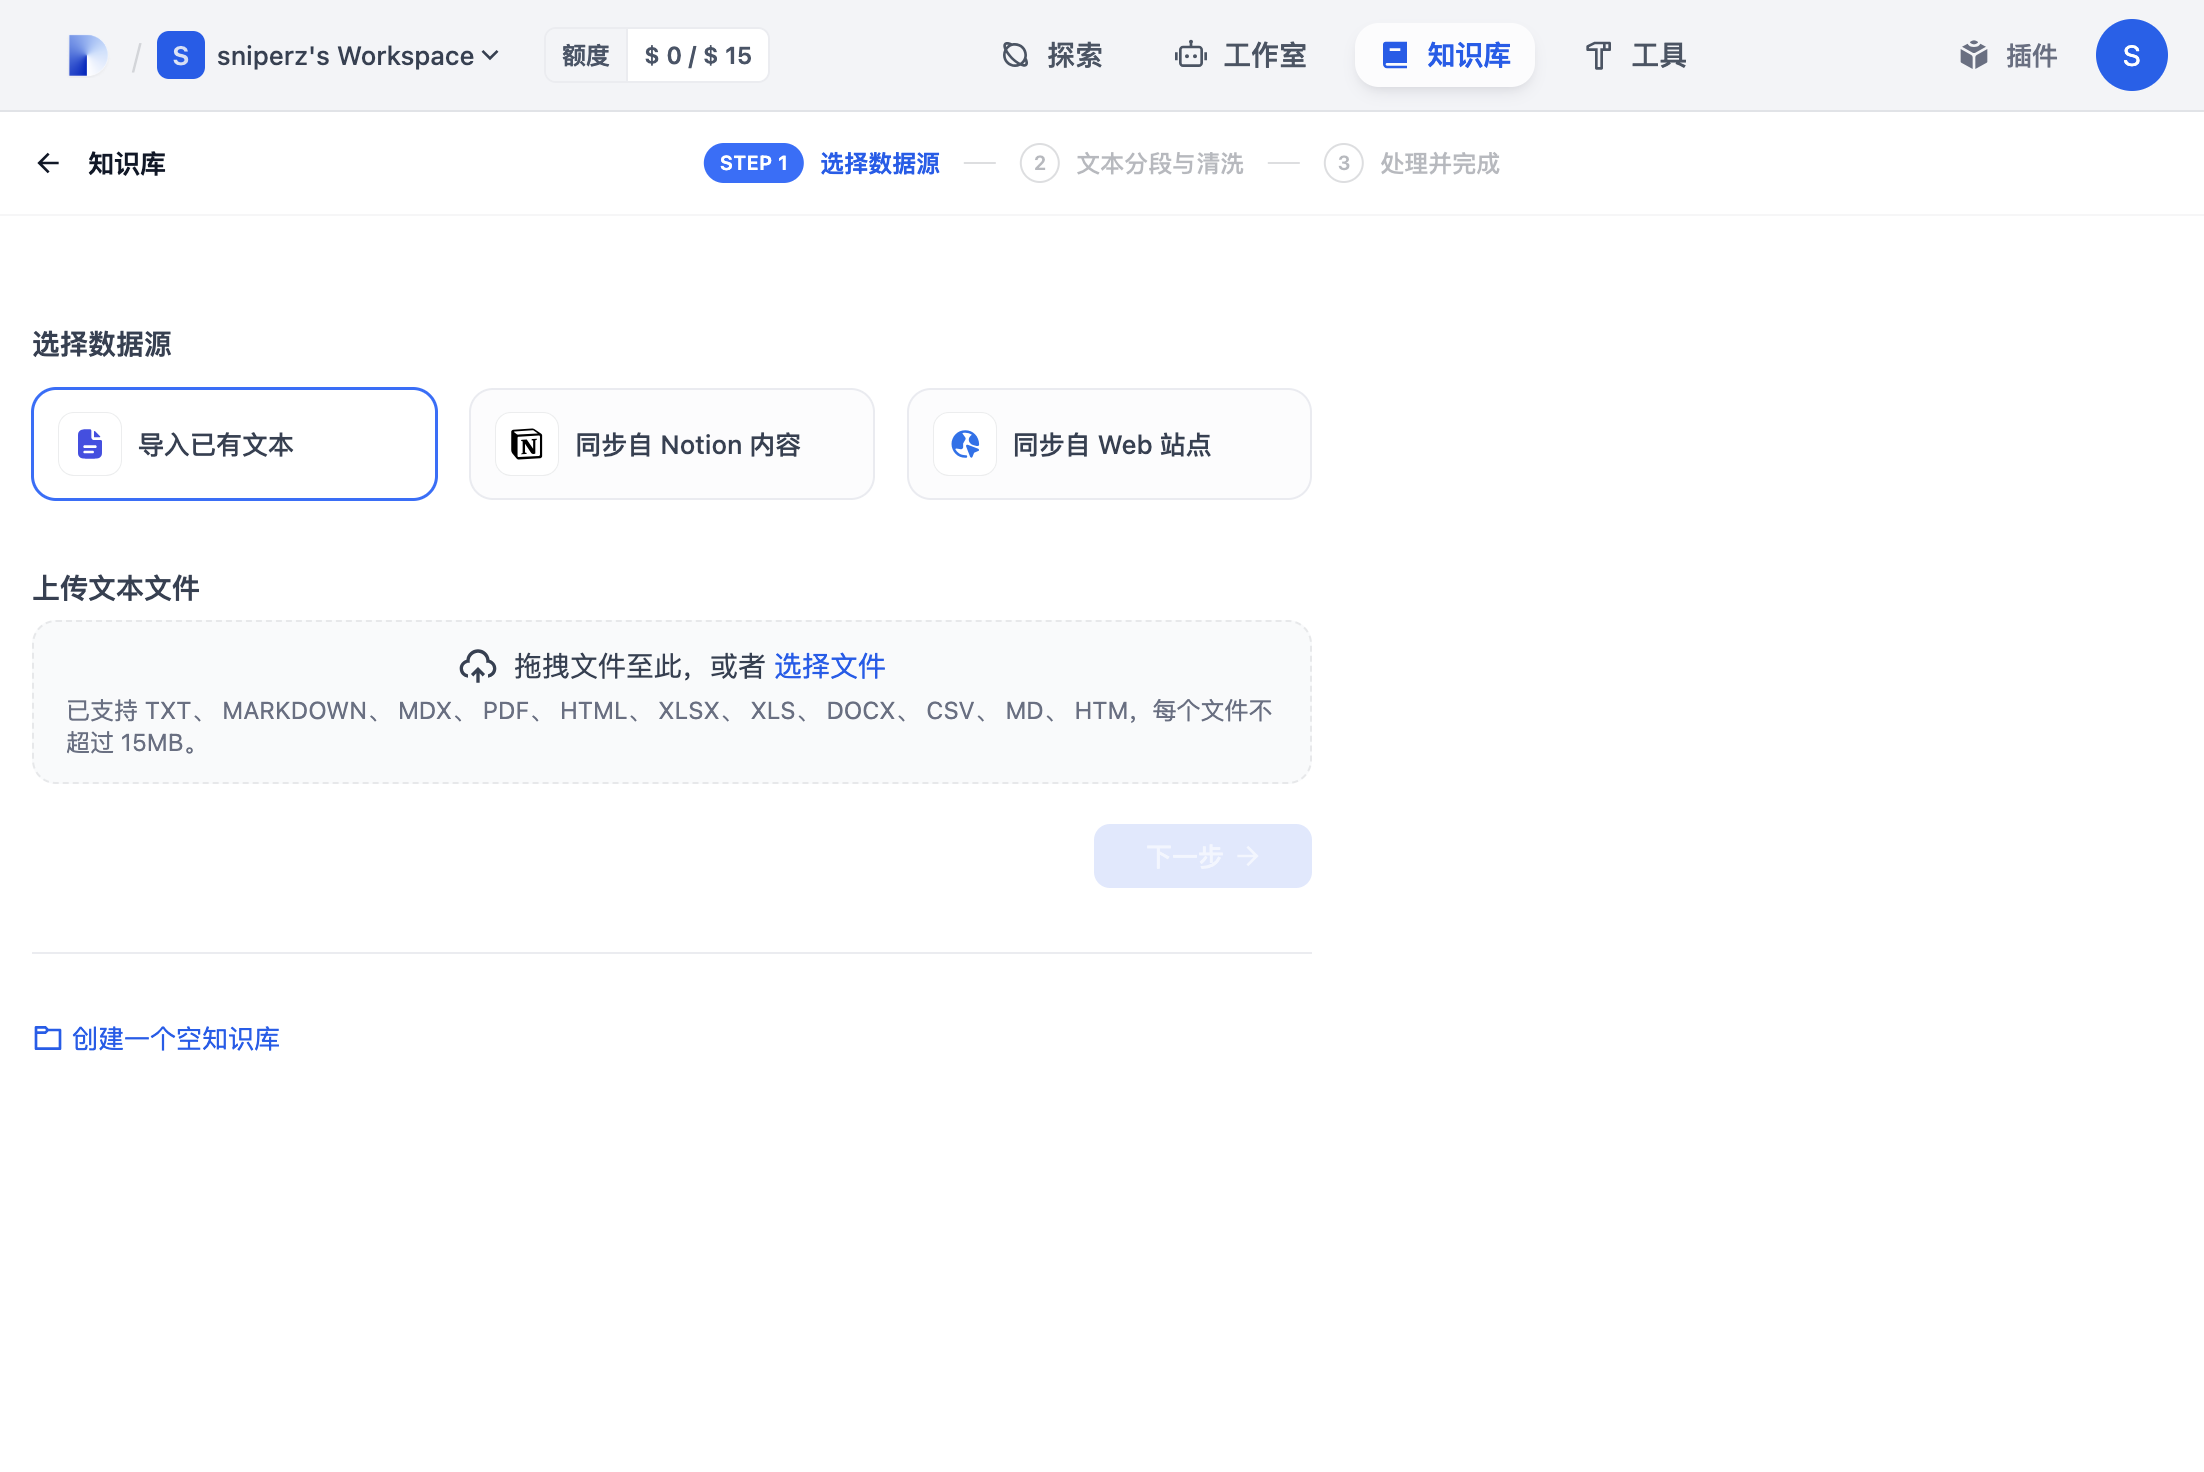 / S sniperz's Workspace 额度 $ 0 / $ 15 探索 工作室 知识库 工具 插件 S
知识库 STEP 1 选择数据源 2 文本分段与清洗 3 处理并完成
选择数据源
导入已有文本 同步自 Notion 内容 同步自 Web 站点
上传文本文件
拖拽文件至此，或者 选择文件
已支持 TXT、 MARKDOWN、 MDX、 PDF、 HTML、 XLSX、 XLS、 DOCX、 CSV、 MD、 HTM，每个文件不
超过 15MB。
下一步
创建一个空知识库